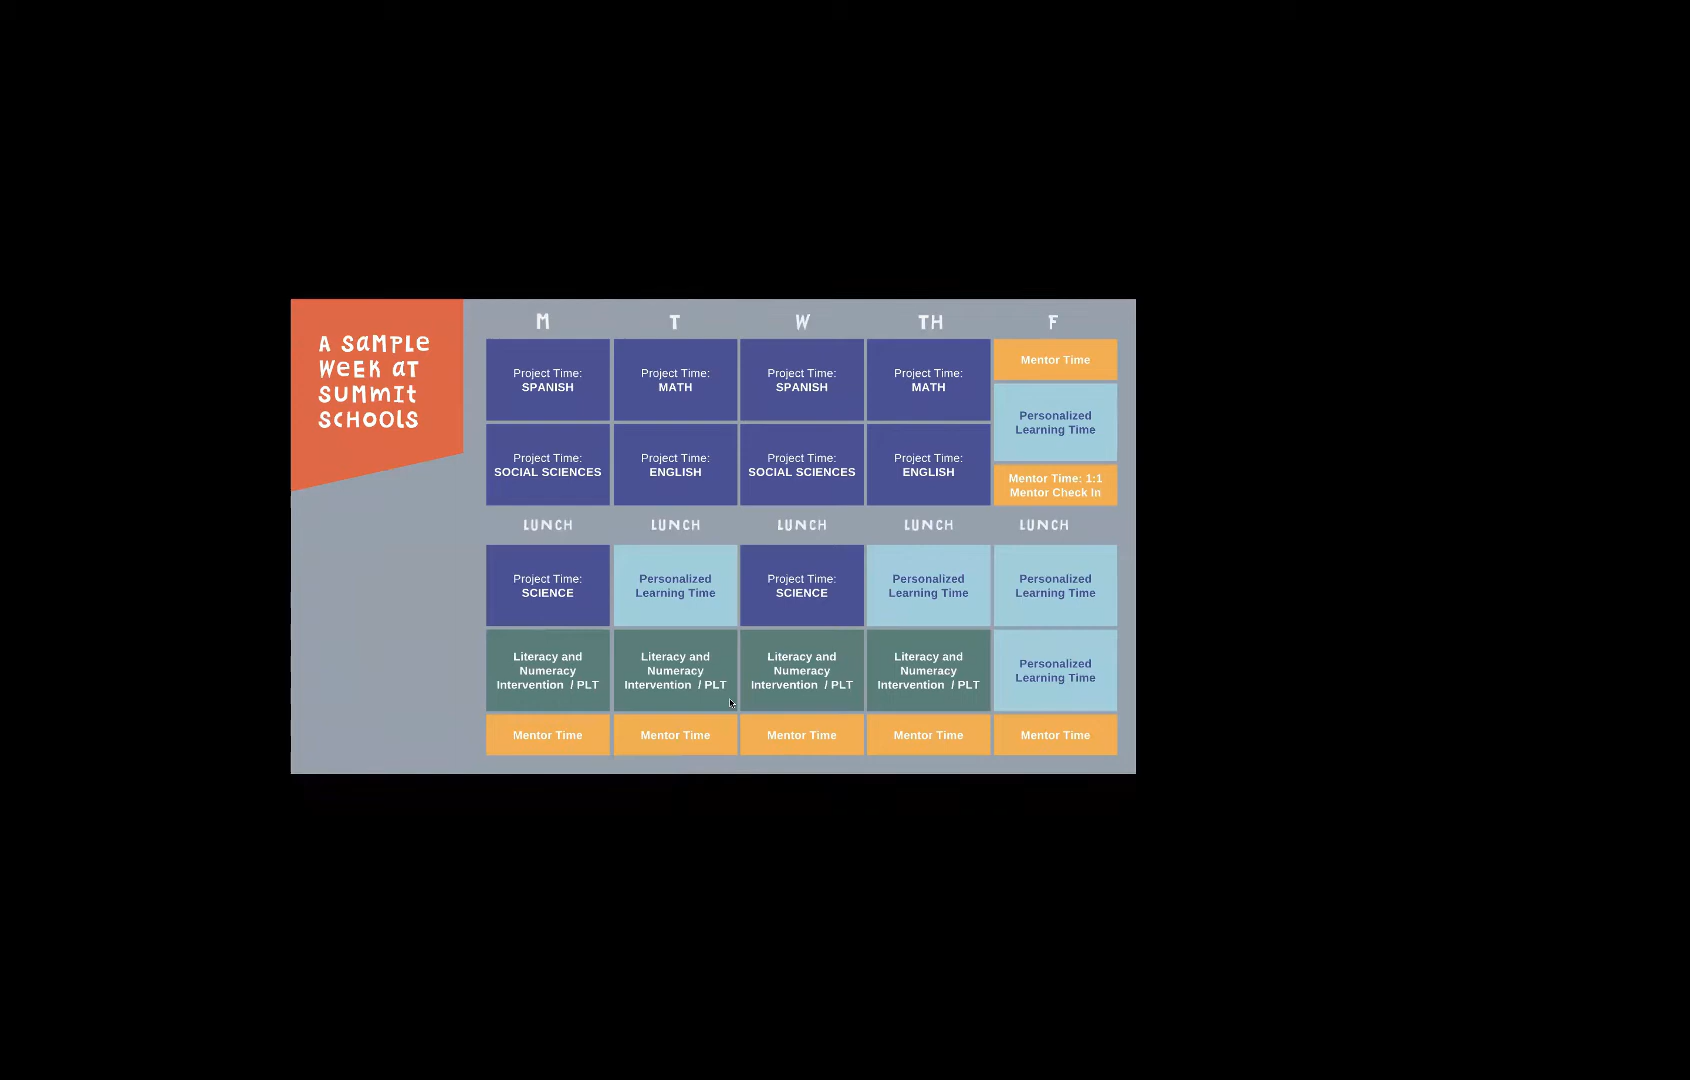 A SAMPLE
WEEK AT
SUMMIT
SCHOOLS
M T W TH F
Project Time:
SPANISH
Project Time:
MATH
Project Time:
SPANISH
Project Time:
MATH
Mentor Time
Personalized
Learning Time
Project Time:
SOCIAL SCIENCES
Project Time:
ENGLISH
Project Time:
SOCIAL SCIENCES
Project Time:
ENGLISH
Mentor Time: 1:1
Mentor Check In
LUNCH LUNCH LUNCH LUNCH LUNCH
Project Time:
SCIENCE
Personalized
Learning Time
Project Time:
SCIENCE
Personalized
Learning Time
Personalized
Learning Time
Literacy and
Numeracy
Intervention / PLT
Literacy and
Numeracy
Intervention / PLT
Literacy and
Numeracy
Intervention / PLT
Literacy and
Numeracy
Intervention / PLT
Personalized
Learning Time
Mentor Time Mentor Time Mentor Time Mentor Time Mentor Time